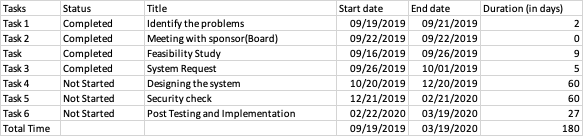 Tasks Status Title Start date End date Duration (in days)
Task 1 Completed Identify the problems 09/19/2019 09/21/2019 2
Task 2 Completed Meeting with sponsor(Board) 09/22/2019 09/22/2019 0
Task Completed Feasibility Study 09/16/2019 09/26/2019 9
Task 3 Completed System Request 09/26/2019 10/01/2019 5
Task 4 Not Started Designing the system 10/20/2019 12/20/2019 60
Task 5 Not Started Security check 12/21/2019 02/21/2020 60
Task 6 Not Started Post Testing and Implementation 02/22/2020 03/19/2020 27
Total Time 09/19/2019 03/19/2020 180